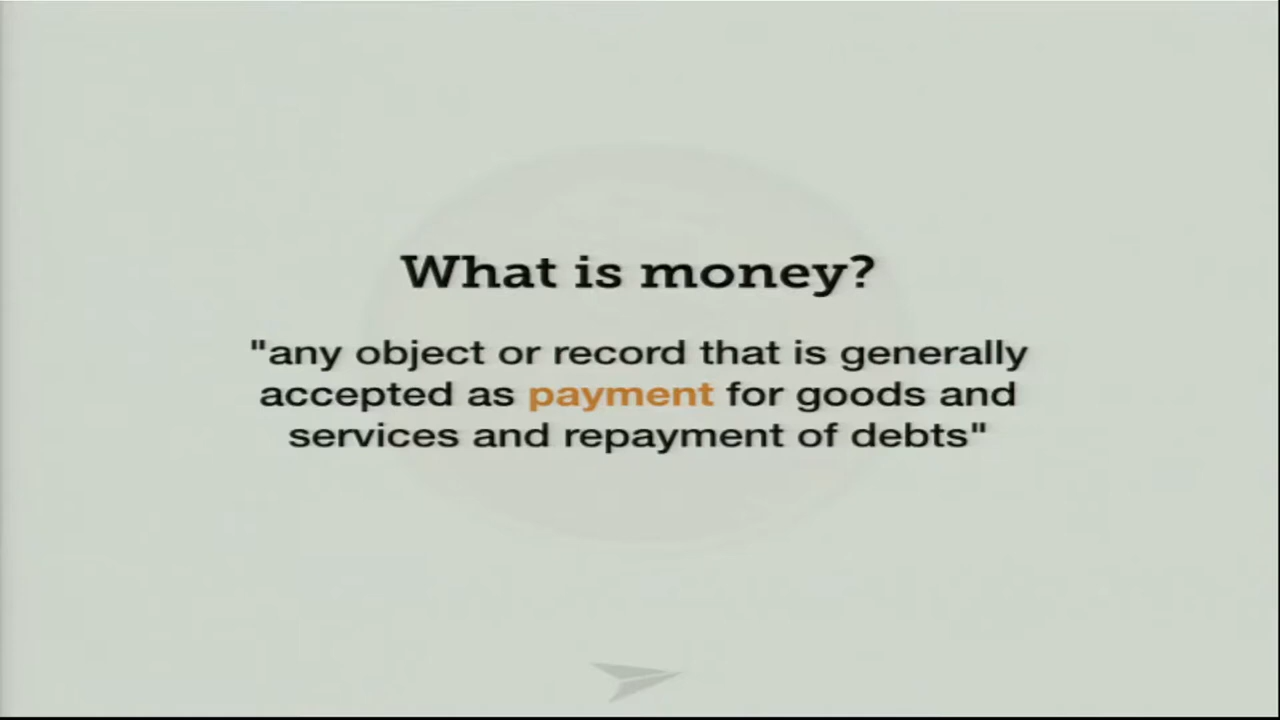 What is money?
"any object or record that is generally
accepted as payment for goods and
services and repayment of debts"